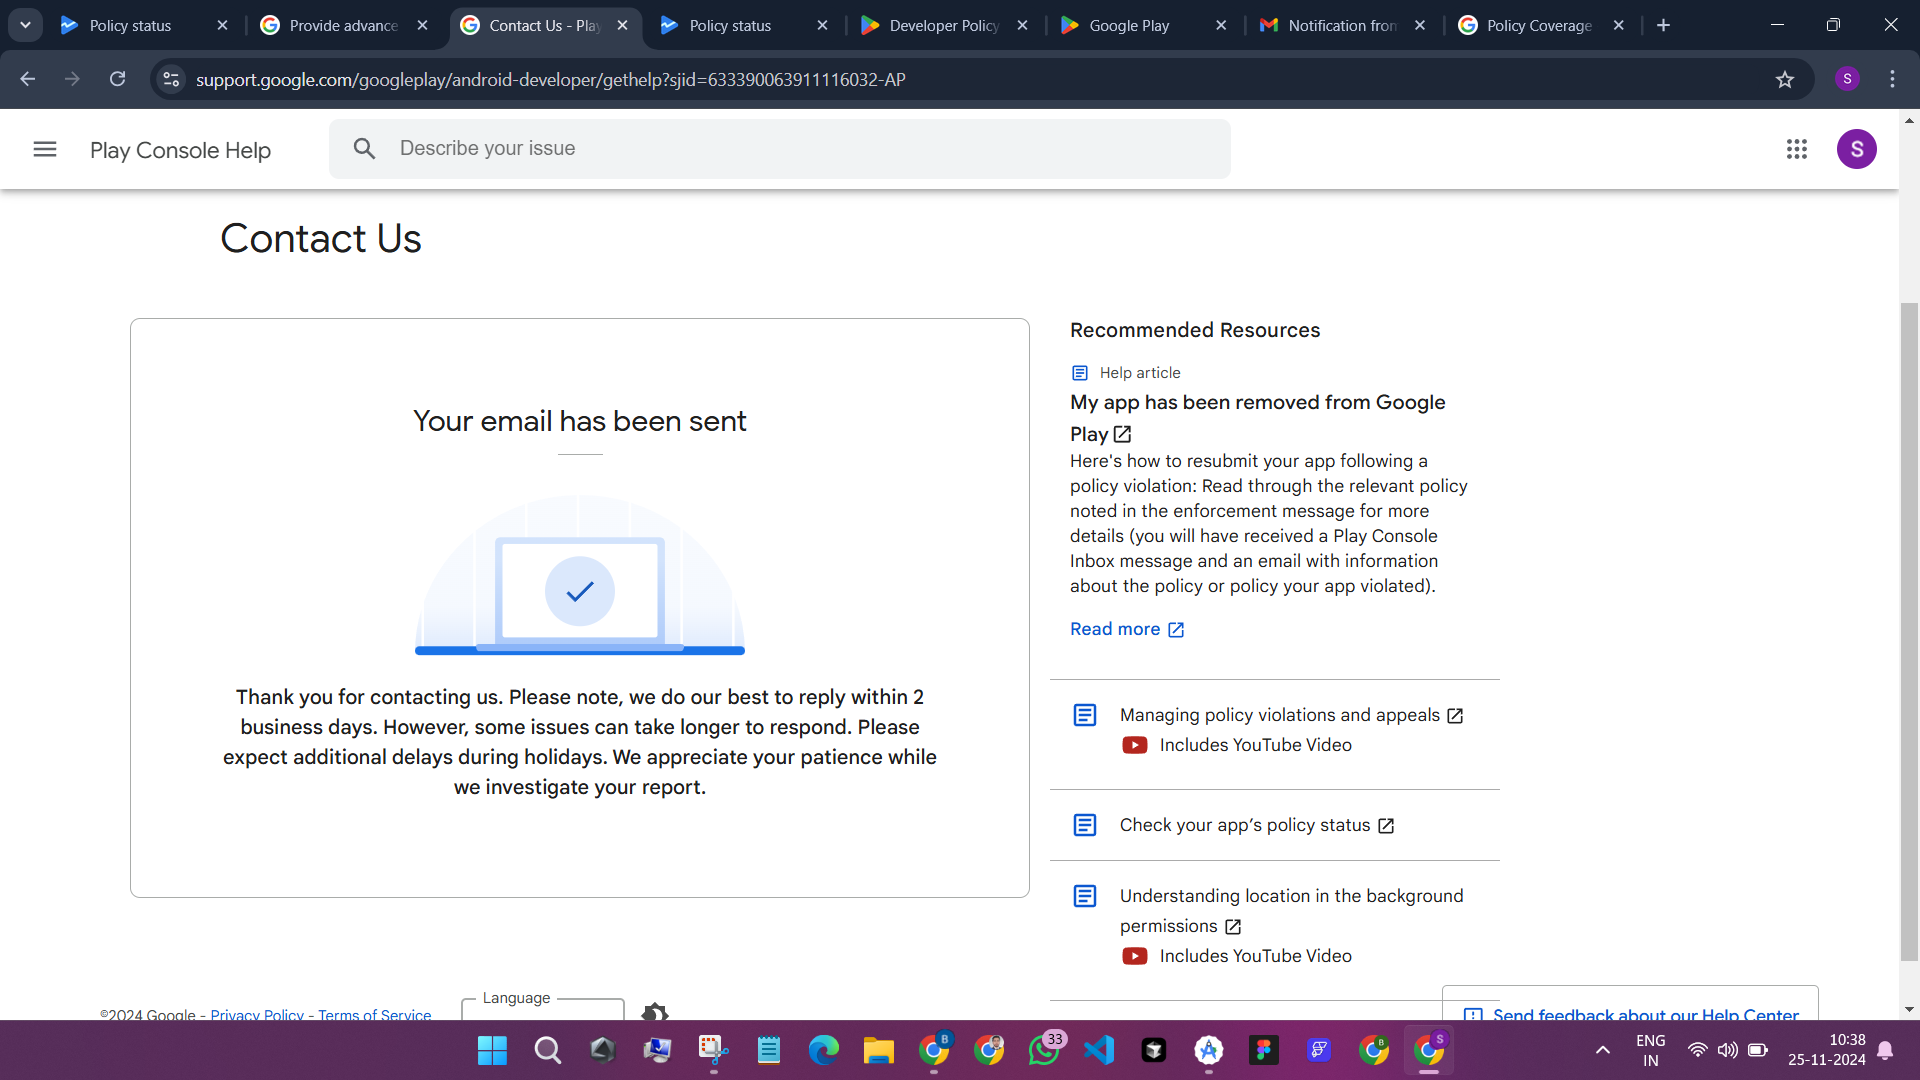 Policy status
Provide advance
Contact Us - Play
Policy status
Developer Policy
Google Play
Notification from
Policy Coverage
support.google.com/googleplay/android-developer/gethelp?sjid=633390063911116032-AP
S
Play Console Help
Describe your issue
S
Contact Us
Your email has been sent
Thank you for contacting us. Please note, we do our best to reply within 2
business days. However, some issues can take longer to respond. Please
expect additional delays during holidays. We appreciate your patience while
we investigate your report.
Recommended Resources
Help article
My app has been removed from Google
Play
Here's how to resubmit your app following a
policy violation: Read through the relevant policy
noted in the enforcement message for more
details (you will have received a Play Console
Inbox message and an email with information
about the policy or policy your app violated).
Read more
Managing policy violations and appeals
Includes YouTube Video
Check your app’s policy status
Understanding location in the background
permissions
Includes YouTube Video
Language
©2024 Google - Privacy Policy - Terms of Service
Send feedback about our Help Center
B
33
B
S
ENG
IN
10:38
25-11-2024